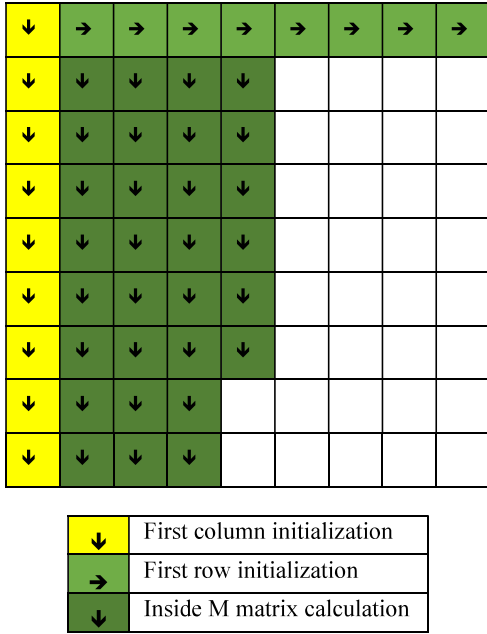 First column initialization
First row initialization
Inside M matrix calculation